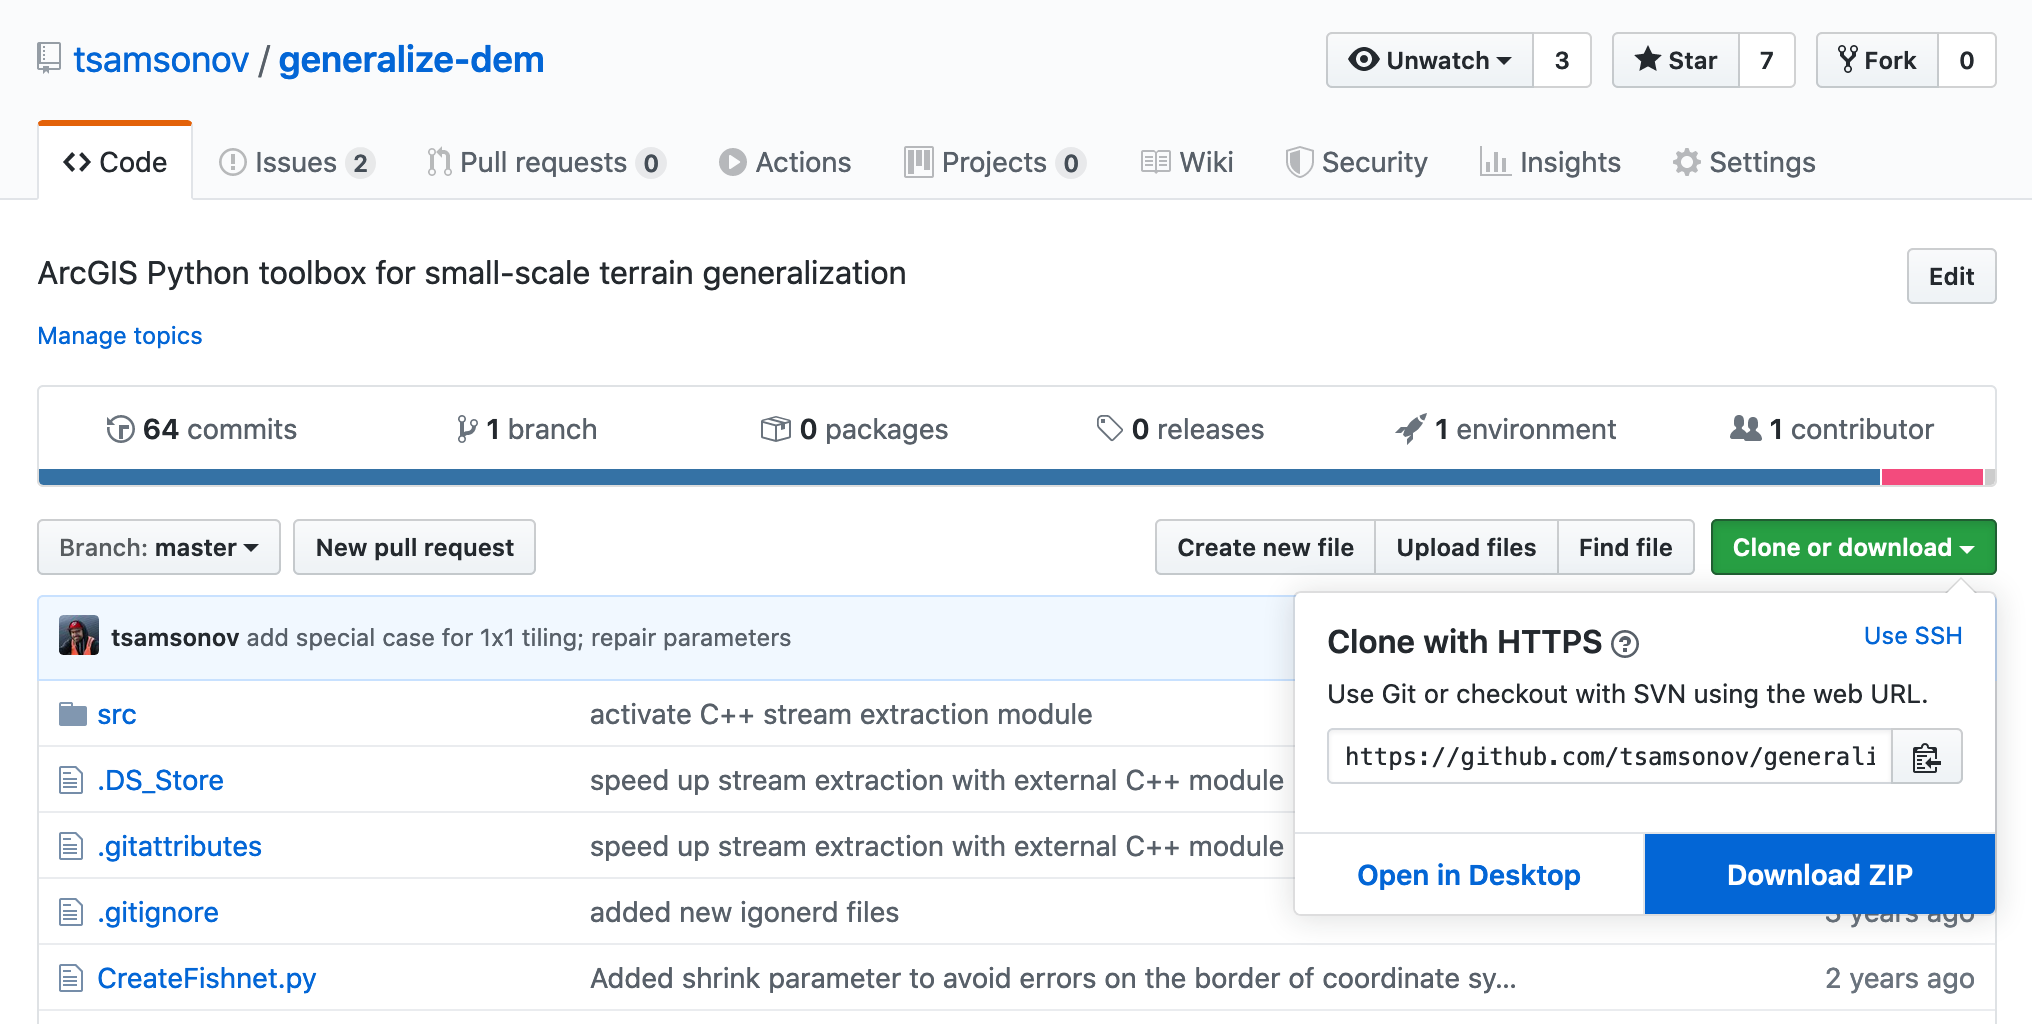 tsamsonov / generalize-dem
Unwatch 3 Star 7 Fork 0
Code Issues 2 Pull requests 0 Actions Projects 0 Wiki Security Insights Settings
ArcGIS Python toolbox for small-scale terrain generalization
Edit
Manage topics
64 commits 1 branch 0 packages 0 releases 1 environment 1 contributor
Branch: master New pull request Create new file Upload files Find file Clone or download
tsamsonov add special case for 1x1 tiling; repair parameters
Clone with HTTPS ?
Use SSH
Use Git or checkout with SVN using the web URL.
https://github.com/tsamsonov/generali
Open in Desktop Download ZIP
src activate C++ stream extraction module
.DS_Store speed up stream extraction with external C++ module
.gitattributes speed up stream extraction with external C++ module
.gitignore added new igonerd files years ago
CreateFishnet.py Added shrink parameter to avoid errors on the border of coordinate sy... 2 years ago